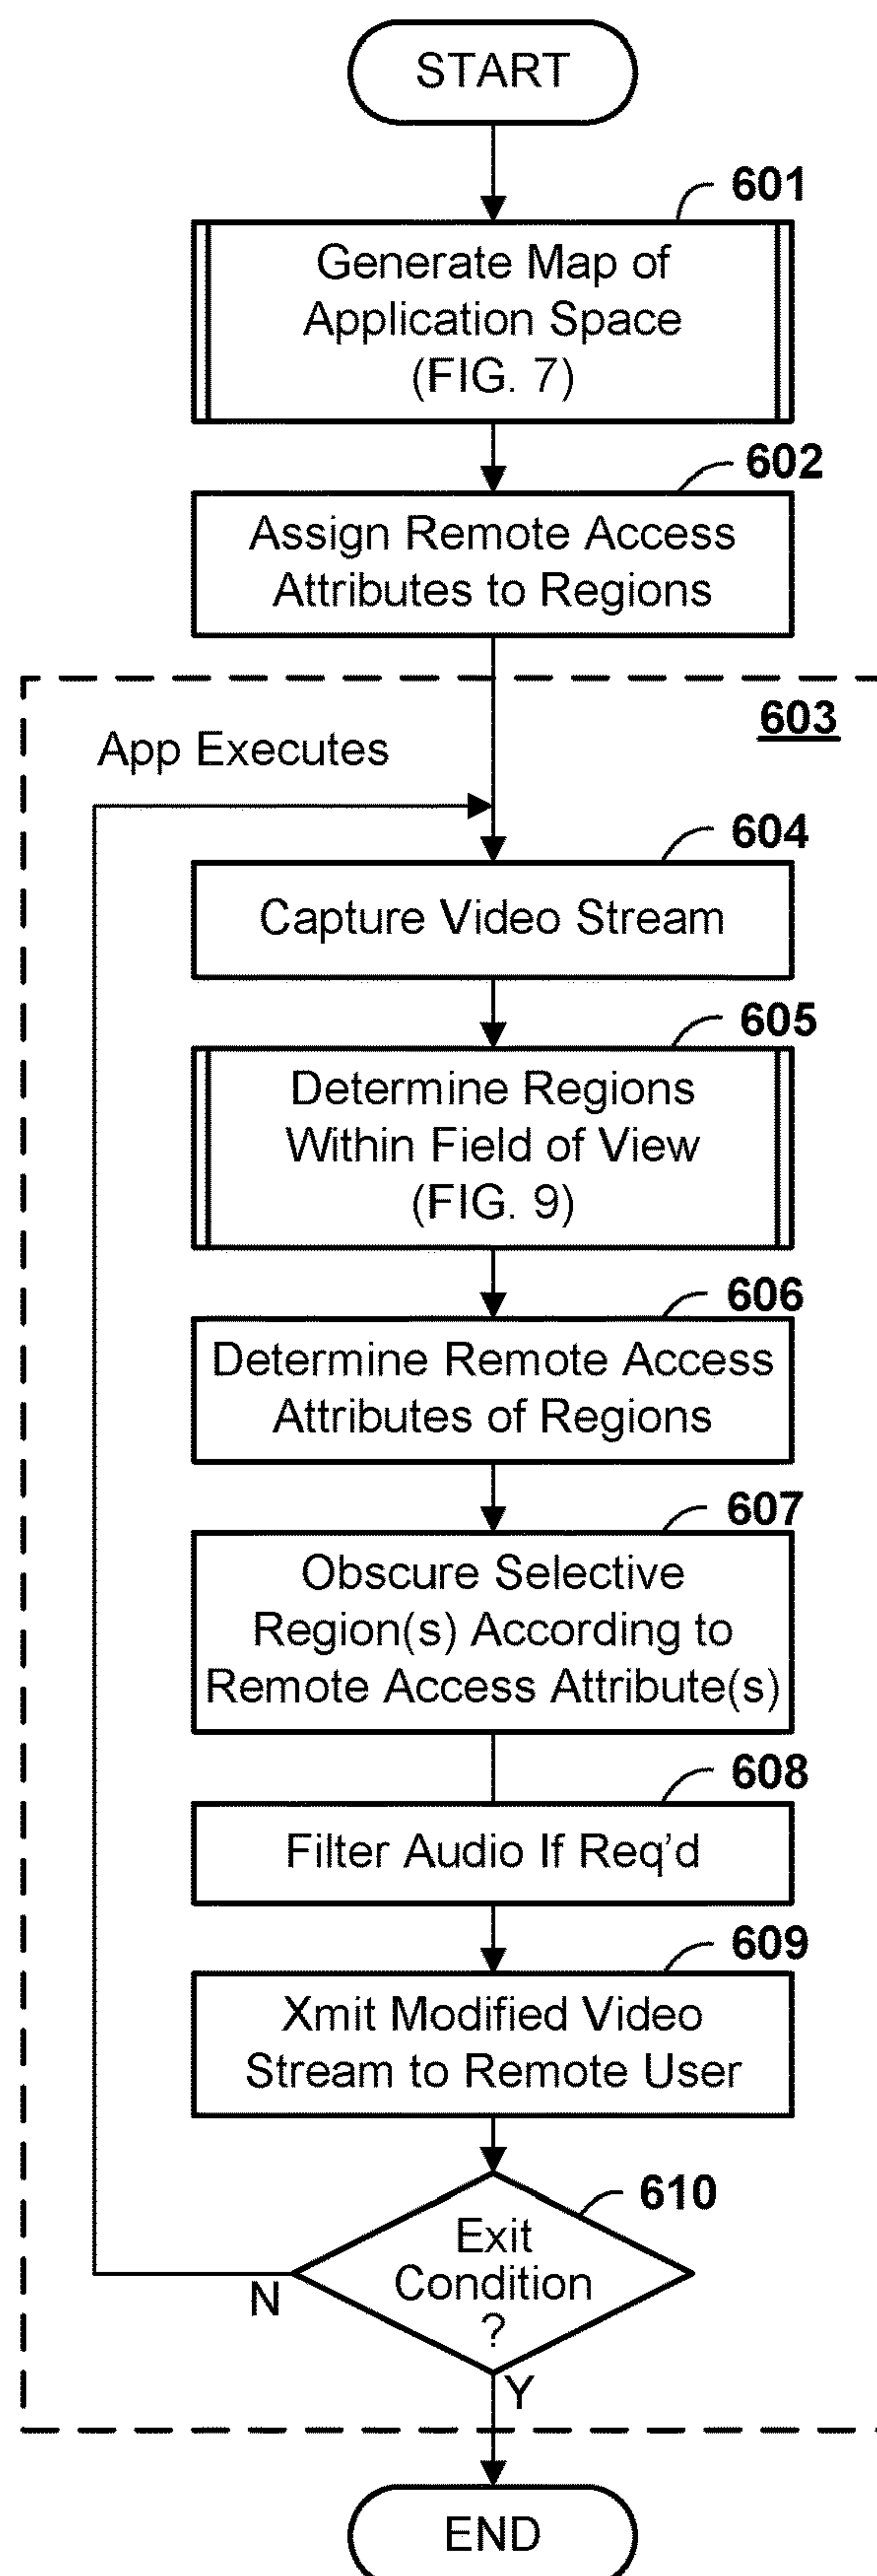 START
601
Generate Map of
Application Space
(FIG. 7)
602
Assign Remote Access
Attributes to Regions
603
App Executes
604
Capture Video Stream
605
Determine Regions
Within Field of View
(FIG. 9)
606
Determine Remote Access
Attributes of Regions
607
Obscure Selective
Region(s) According to
Remote Access Attribute(s)
608
Filter Audio If Req'd
609
Xmit Modified Video
Stream to Remote User
610
Exit
Condition
?
N
Y
END